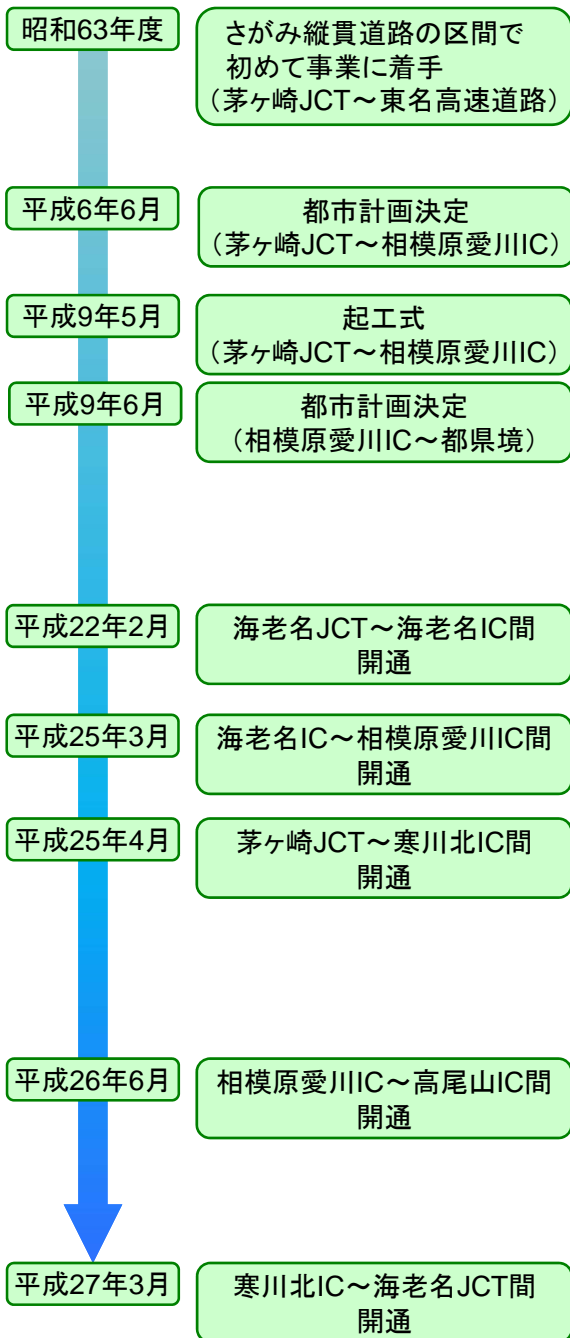 昭和63年度
さがみ縦貫道路の区間で
初めて事業に着手
（茅ヶ崎JCT～東名高速道路）
平成6年6月
都市計画決定
（茅ヶ崎JCT～相模原愛川IC）
平成9年5月
起工式
（茅ヶ崎JCT～相模原愛川IC）
平成9年6月
都市計画決定
（相模原愛川IC～都県境）
平成22年2月
海老名JCT～海老名IC間
開通
平成25年3月
海老名IC～相模原愛川IC間
開通
平成25年4月
茅ヶ崎JCT～寒川北IC間
開通
平成26年6月
相模原愛川IC～高尾山IC間
開通
平成27年3月
寒川北IC～海老名JCT間
開通